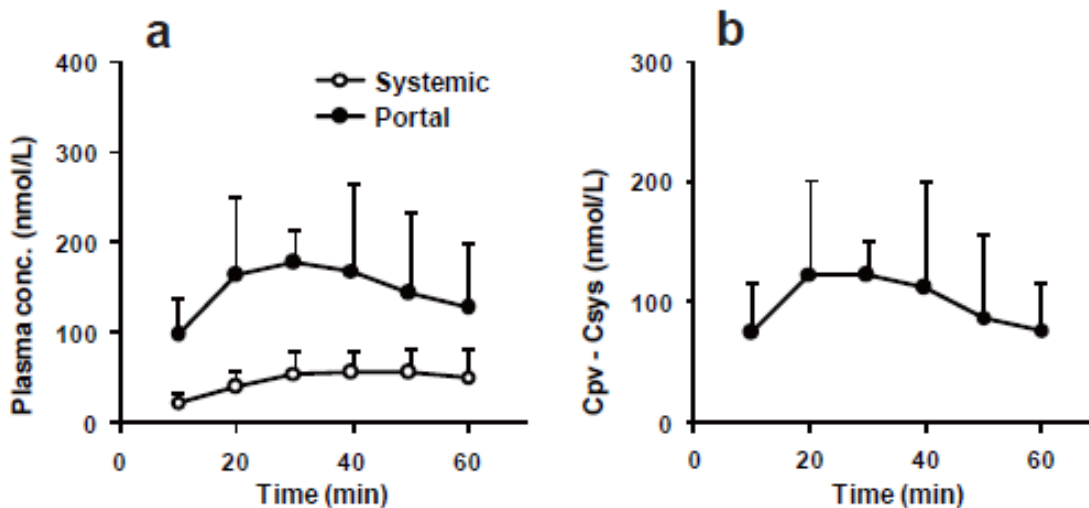 a
400
300
200
100
0
Plasma conc. (nmol/L)
Systemic
Portal
0 20 40 60
Time (min)
b
300
200
100
0
Cpv - Csys (nmol/L)
0 20 40 60
Time (min)